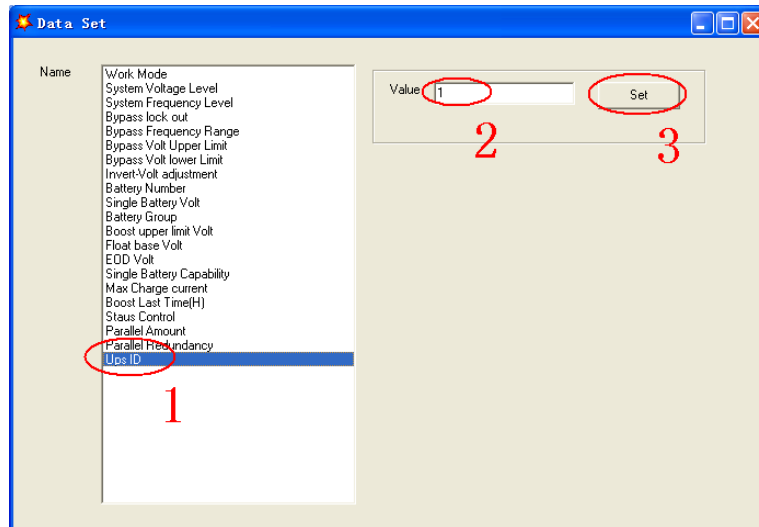 Data Set
Name
Work Mode
System Voltage Level
System Frequency Level
Bypass lock out
Bypass Frequency Range
Bypass Volt Upper Limit
Bypass Volt lower Limit
Invert-Volt adjustment
Battery Number
Single Battery Volt
Battery Group
Boost upper limit Volt
Float base Volt
EOD Volt
Single Battery Capability
Max Charge current
Boost Last Time(H)
Staus Control
Parallel Amount
Parallel Redundancy
Ups ID
1
Value 1 Set
2 3